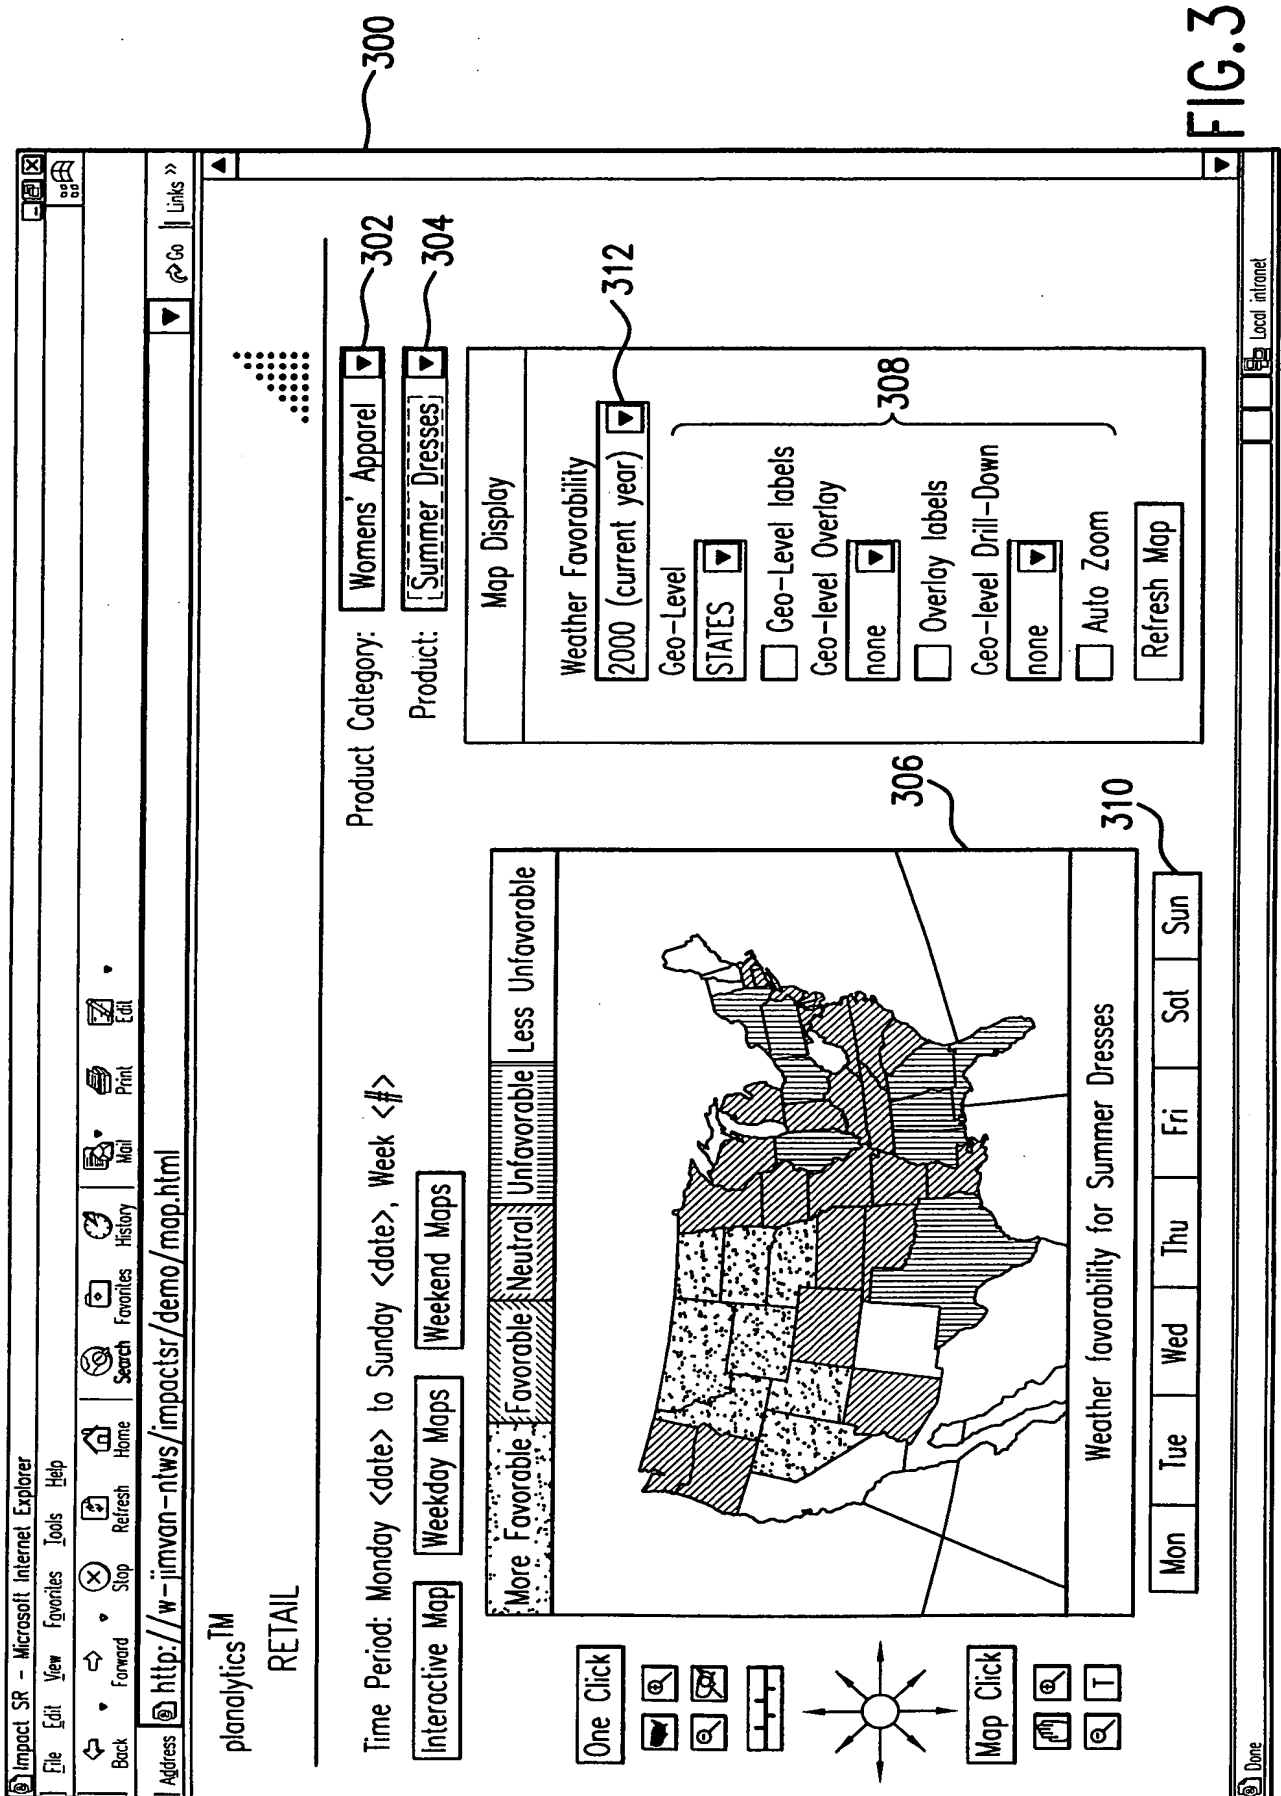 Impact SR - Microsoft Internet Explorer
File Edit View Favorites Tools Help
Back Forward Stop Refresh Home Search Favorites History Mail Print Edit
Address http://w-jimvan-ntws/impactsr/demo/map.html Go Links »
planalytics™
RETAIL
300
Time Period: Monday <date> to Sunday <date>, Week <#>
Product Category: Womens' Apparel
302
Interactive Map Weekday Maps Weekend Maps
Product: Summer Dresses
304
More Favorable Favorable Neutral Unfavorable Less Unfavorable
Map Display
One Click
Weather Favorability
2000 (current year)
312
Geo-Level
STATES
Geo-Level labels
Geo-level Overlay
none
308
Overlay labels
Geo-level Drill-Down
none
Auto Zoom
Refresh Map
306
Map Click
T
Weather favorability for Summer Dresses
310
Mon Tue Wed Thu Fri Sat Sun
Done Local intranet
FIG.3